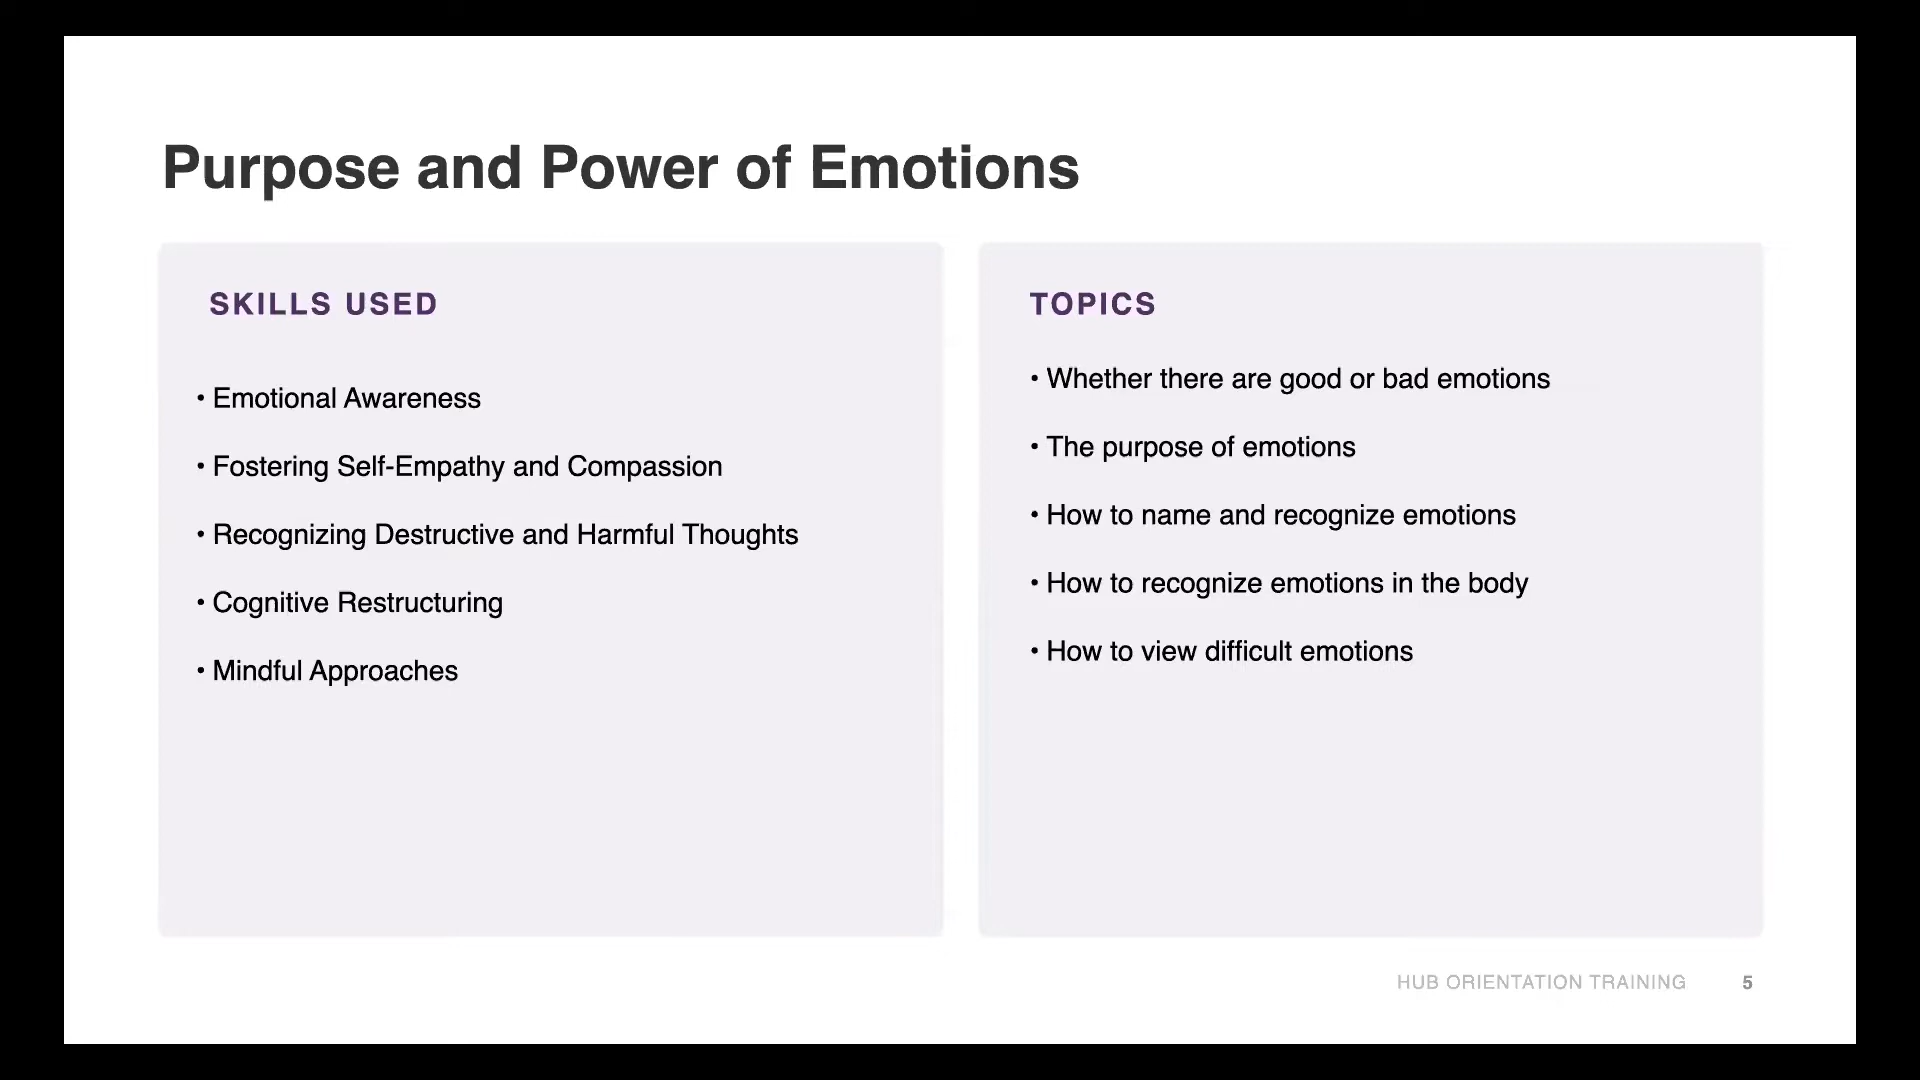 Purpose and Power of Emotions
SKILLS USED
• Emotional Awareness
• Fostering Self-Empathy and Compassion
• Recognizing Destructive and Harmful Thoughts
• Cognitive Restructuring
• Mindful Approaches
TOPICS
• Whether there are good or bad emotions
• The purpose of emotions
• How to name and recognize emotions
• How to recognize emotions in the body
• How to view difficult emotions
HUB ORIENTATION TRAINING 5